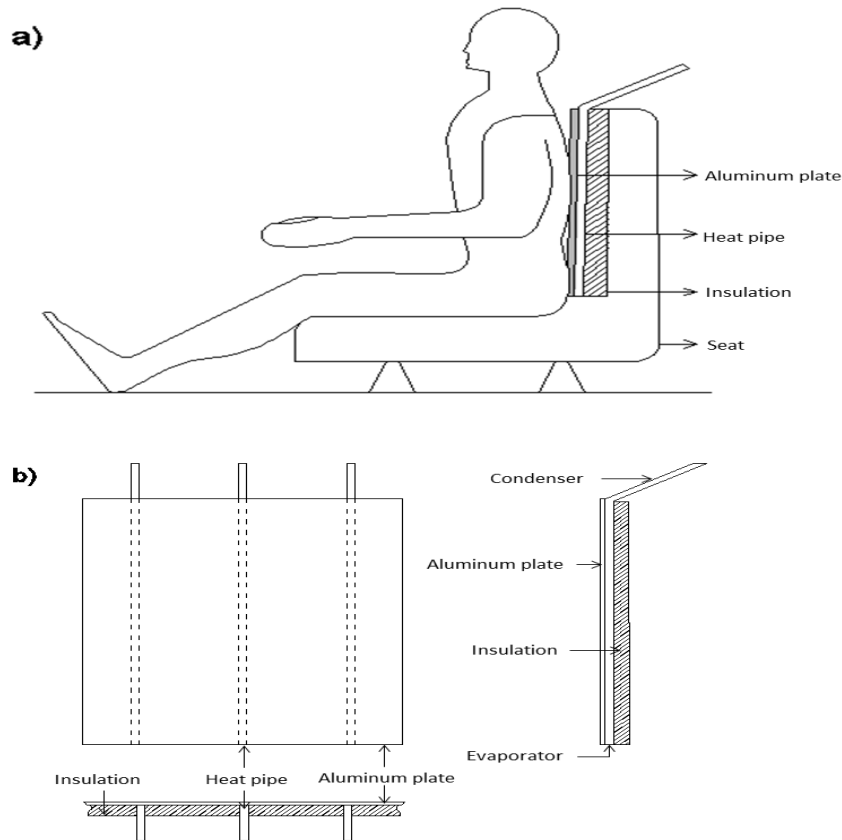 a)
Aluminum plate
Heat pipe
Insulation
Seat
b)
Condenser
Aluminum plate
Insulation
Evaporator
Insulation
Heat pipe
Aluminum plate